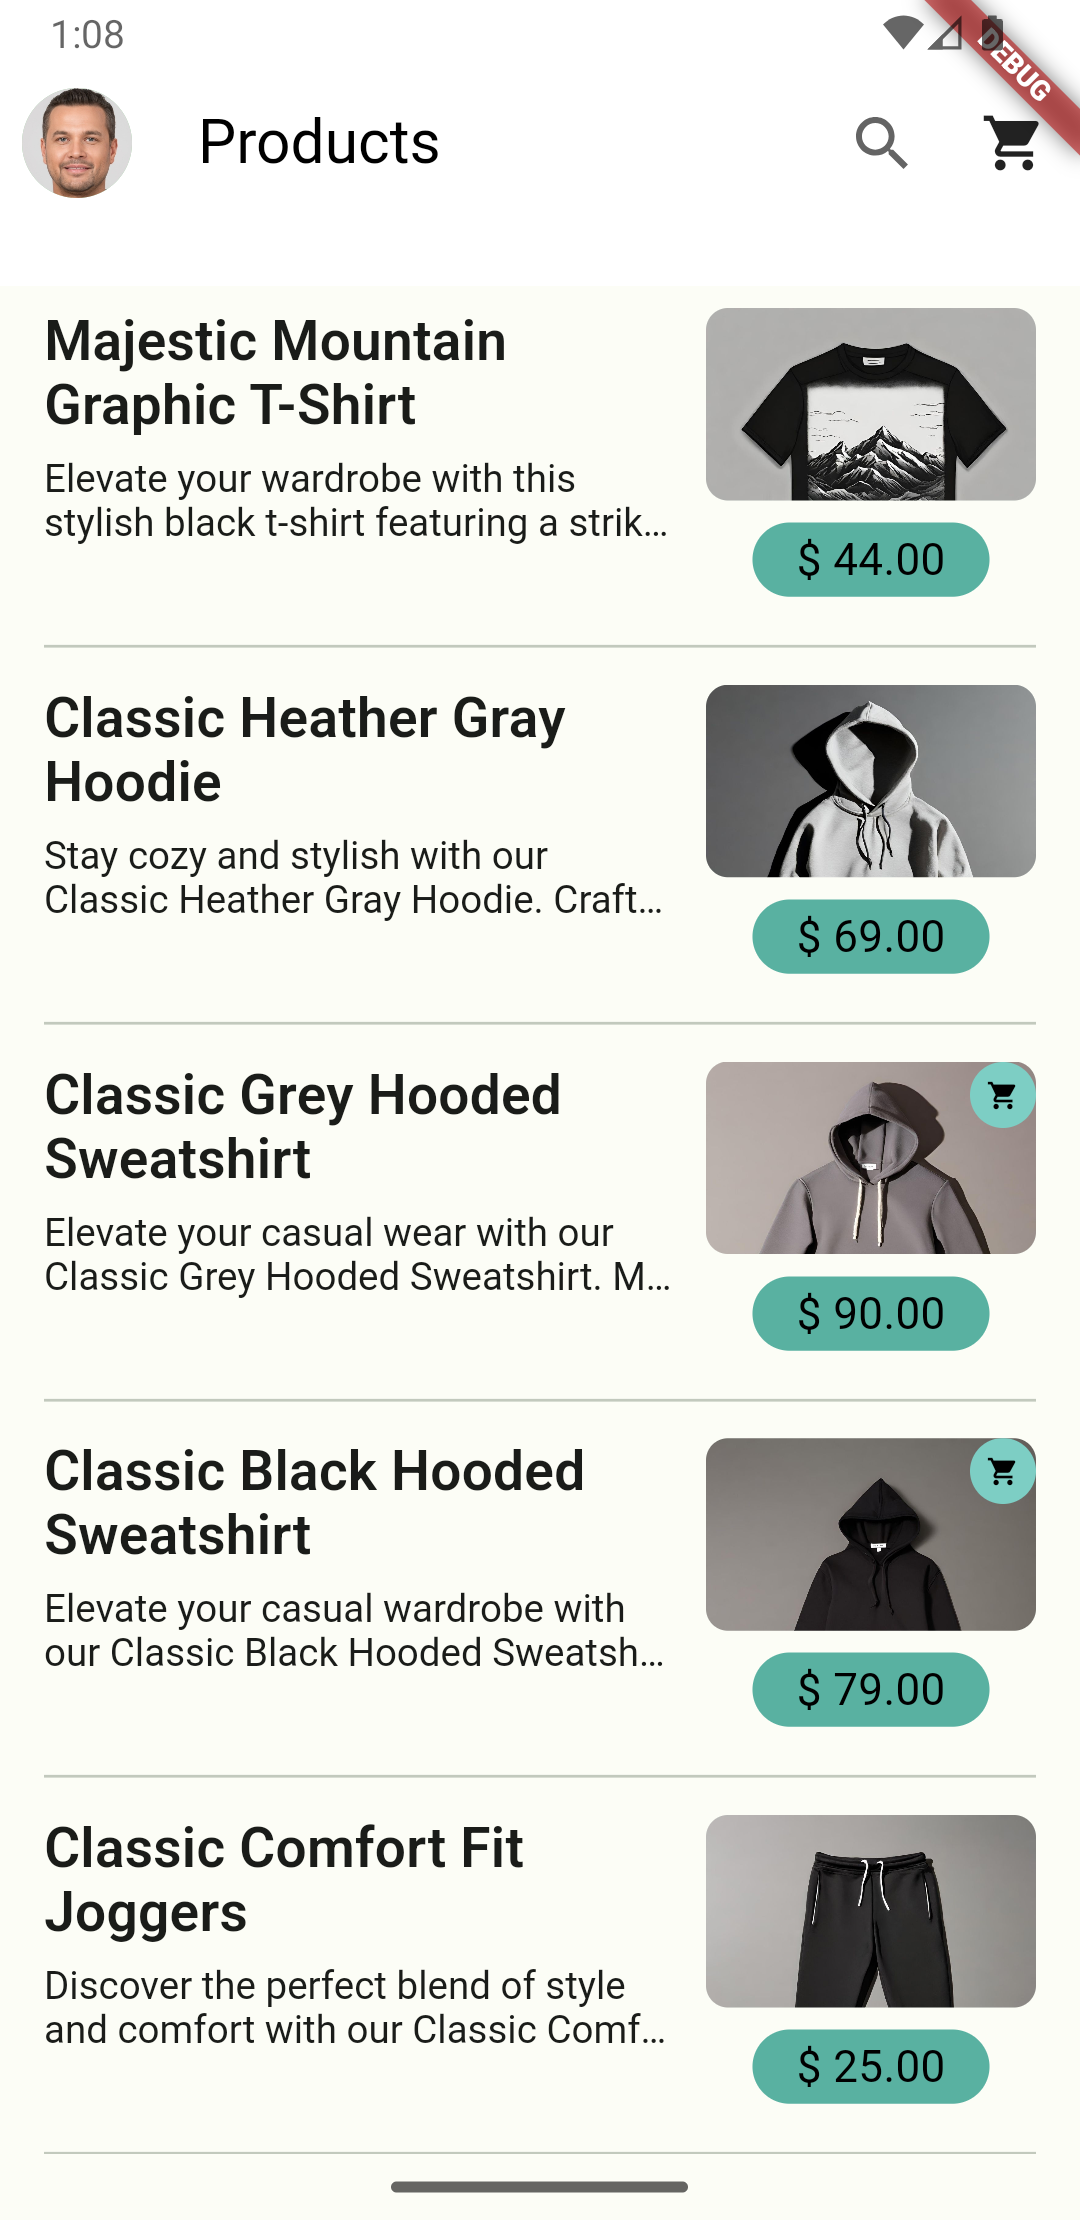 1:08
DEBUG
Products
Majestic Mountain
Graphic T-Shirt
Elevate your wardrobe with this
stylish black t-shirt featuring a strik...
$ 44.00
Classic Heather Gray
Hoodie
Stay cozy and stylish with our
Classic Heather Gray Hoodie. Craft...
$ 69.00
Classic Grey Hooded
Sweatshirt
Elevate your casual wear with our
Classic Grey Hooded Sweatshirt. M...
$ 90.00
Classic Black Hooded
Sweatshirt
Elevate your casual wardrobe with
our Classic Black Hooded Sweatsh...
$ 79.00
Classic Comfort Fit
Joggers
Discover the perfect blend of style
and comfort with our Classic Comf...
$ 25.00